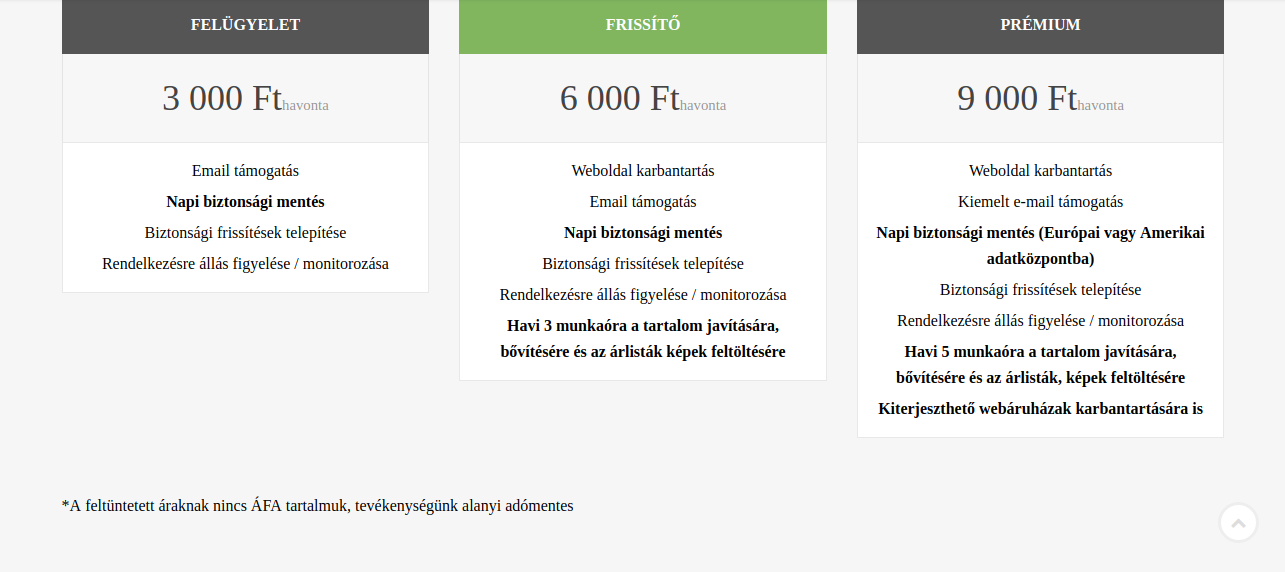 FELÜGYELET
3 000 Ft havonta
Email támogatás
Napi biztonsági mentés
Biztonsági frissítések telepítése
Rendelkezésre állás figyelése / monitorozása
FRISSÍTŐ
6 000 Ft havonta
Weboldal karbantartás
Email támogatás
Napi biztonsági mentés
Biztonsági frissítések telepítése
Rendelkezésre állás figyelése / monitorozása
Havi 3 munkaóra a tartalom javítására,
bővítésére és az árlisták képek feltöltésére
PRÉMIUM
9 000 Ft havonta
Weboldal karbantartás
Kiemelt e-mail támogatás
Napi biztonsági mentés (Európai vagy Amerikai
adatközpontba)
Biztonsági frissítések telepítése
Rendelkezésre állás figyelése / monitorozása
Havi 5 munkaóra a tartalom javítására,
bővítésére és az árlisták, képek feltöltésére
Kiterjeszthető webáruházak karbantartására is
*A feltüntetett áraknak nincs ÁFA tartalmuk, tevékenységünk alanyi adómentes